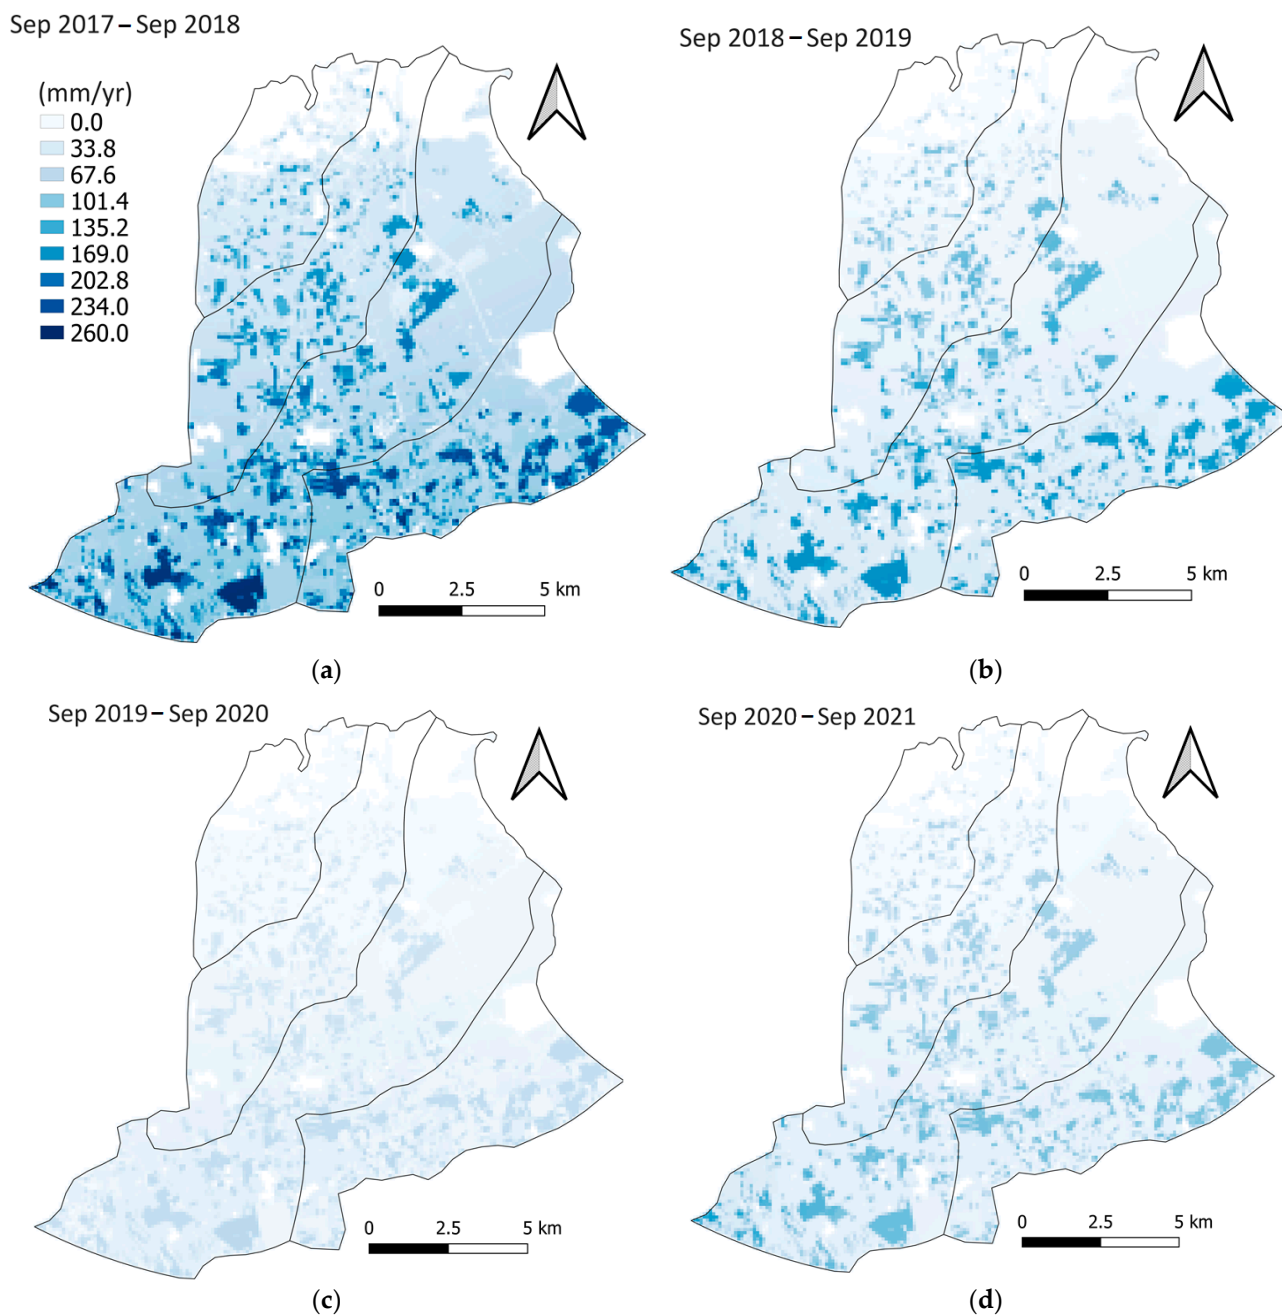 Sep 2017 – Sep 2018
(mm/yr)
0.0
33.8
67.6
101.4
135.2
169.0
202.8
234.0
260.0
0 2.5 5 km
(a)
Sep 2018 – Sep 2019
0 2.5 5 km
(b)
Sep 2019 – Sep 2020
0 2.5 5 km
(c)
Sep 2020 – Sep 2021
0 2.5 5 km
(d)